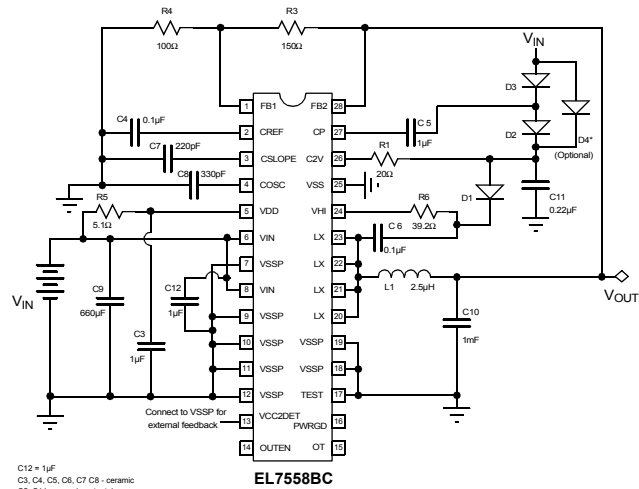 R4
100Ω
R3
150Ω
VIN
1 FB1 FB2 28
D3
C4 0.1µF
2 CREF CP 27
C 5
1µF
D2
D4*
(Optional)
C7 220pF
3 CSLOPE C2V 26
R1
20Ω
C8 330pF
4 COSC VSS 25
D1
C11
0.22µF
R5
5.1Ω
5 VDD VHI 24
R6
39.2Ω
6 VIN LX 23
C 6
0.1µF
7 VSSP LX 22
L1 2.5µH
VOUT
VIN
C9
660µF
C12
1µF
8 VIN LX 21
9 VSSP LX 20
C10
1mF
C3
1µF
10 VSSP VSSP 19
11 VSSP VSSP 18
12 VSSP TEST 17
Connect to VSSP for
external feedback
13 VCC2DET PWRGD 16
14 OUTEN OT 15
EL7558BC
C12 = 1µF
C3, C4, C5, C6, C7 C8 - ceramic